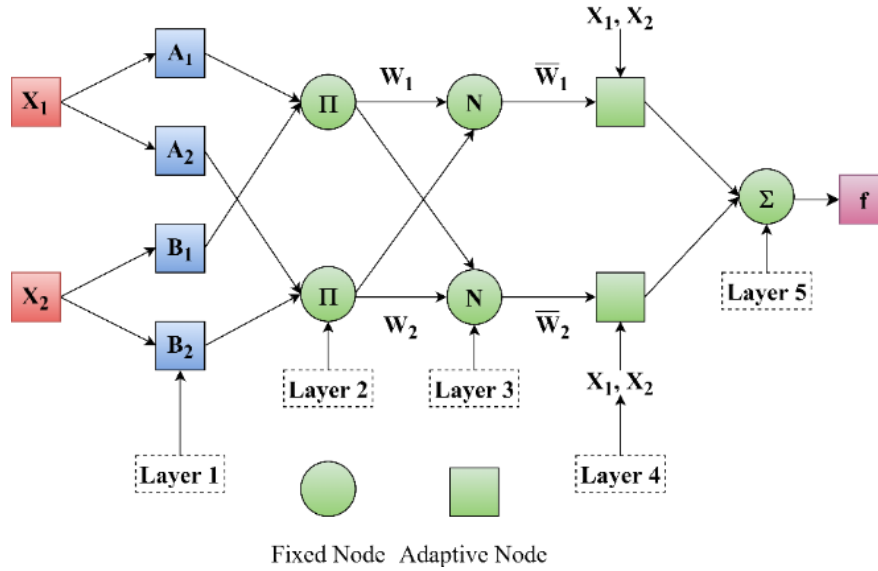 X₁, X₂
A₁
X₁
Π
W₁
N
W̅₁
A₂
Σ
f
B₁
X₂
Π
W₂
N
W̅₂
Layer 5
B₂
Layer 2
Layer 3
X₁, X₂
Layer 1
Layer 4
Fixed Node
Adaptive Node